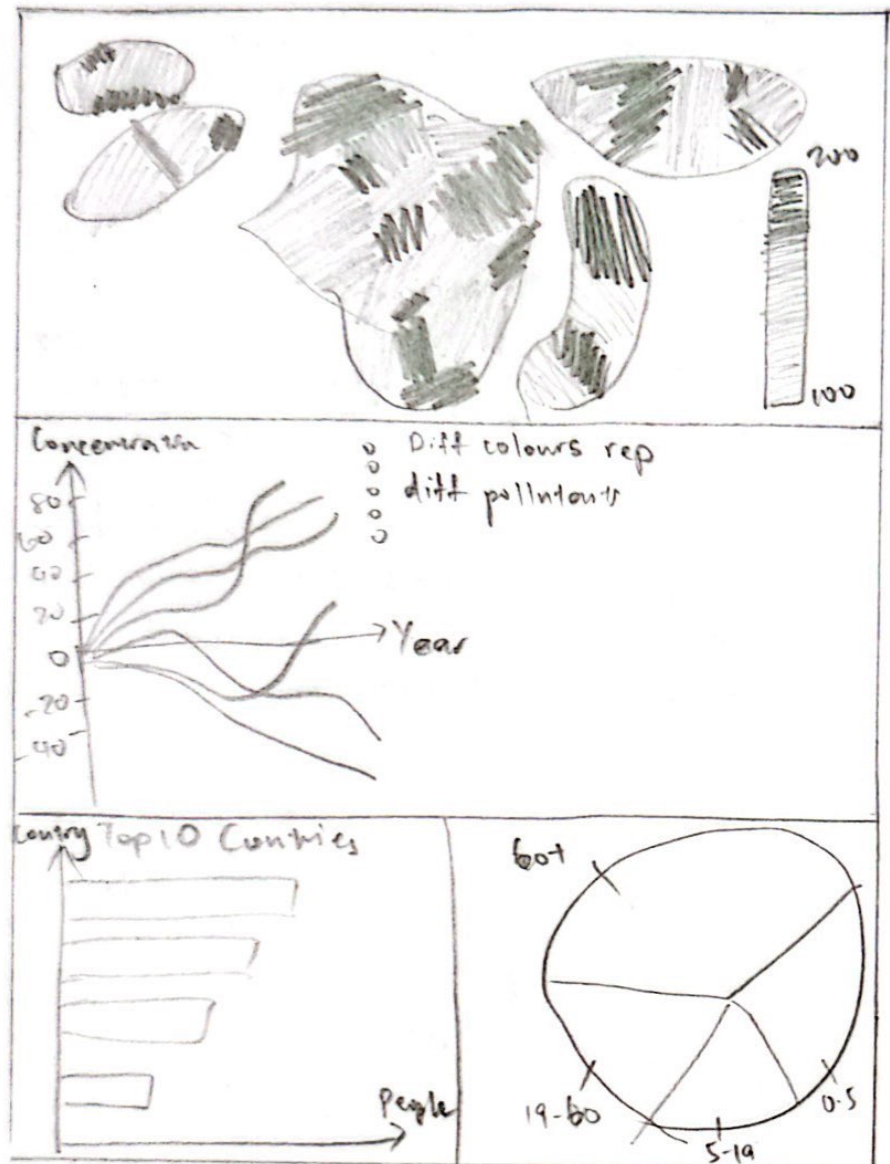 200
100
Concentration
Diff colours rep
diff pollutants
80
60
40
20
0
Year
-20
-40
Country Top 10 Countries
People
60+
19-60
5-19
0-5